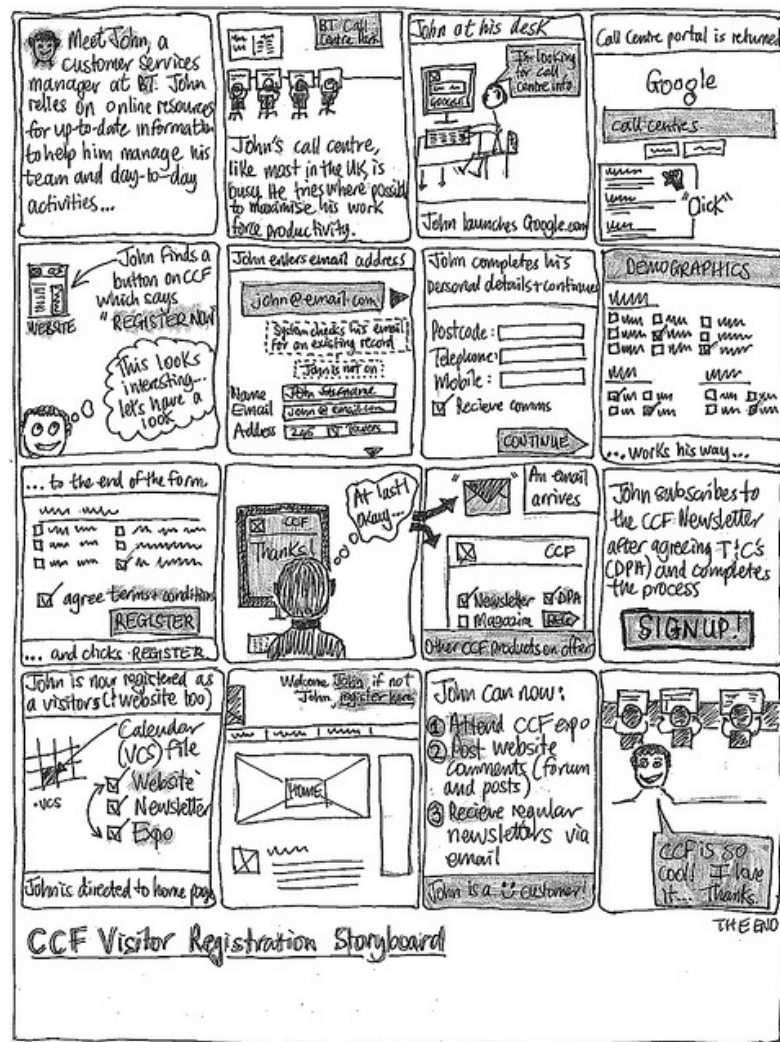 Meet John, a
customer services
manager at BT. John
relies on online resources
for up-to-date information
to help him manage his
team and day-to-day
activities...
BT Call
Centre Park
John's call centre,
like most in the UK, is
busy. He tries where possible
to maximise his work
force productivity.
John at his desk
I'm looking
for call
centre info
GOOGLE
John launches Google.com
Call Centre portal is returned
Google
call centres
"Click"
John finds a
button on CCF
which says
"REGISTER NOW"
WEBSITE
This looks
interesting...
let's have a
look
John enters email address
john@email.com
System checks his email
for an existing record
John is not on
Name John Surname
Email john@email.com
Address 245 Towers
John completes his
personal details + continues
Postcode:
Telephone:
Mobile:
Recieve comms
CONTINUE
DEMOGRAPHICS
...works his way...
... to the end of the form.
agree terms + conditions
REGISTER
... and clicks REGISTER
CCF
Thanks!
At last!
okay...
An email
arrives
CCF
Newsletter DPA
Magazine
Other CCF products on offer
John subscribes to
the CCF Newsletter
after agreeing T&C's
(DPA) and completes
the process
SIGN UP!
John is now registered as
a visitors (+ website too)
Calendar
(VCS) file
.vcs
Website
Newsletter
Expo
John is directed to home page
Welcome John if not
John register here
HOME
John can now:
1 Attend CCF expo
2 Post website
comments (forum
and posts)
3 Recieve regular
newsletters via
email
John is a customer!
CCF is so
cool! I love
it... Thanks.
THE END
CCF Visitor Registration Storyboard